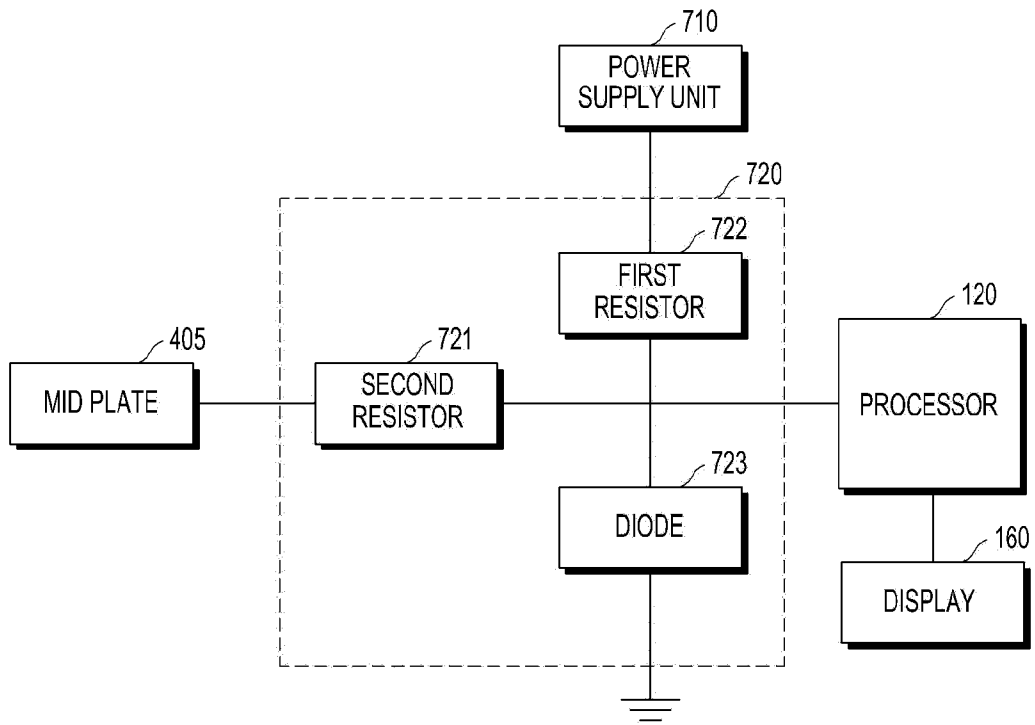 710
POWER
SUPPLY UNIT
720
722
FIRST
RESISTOR
120
PROCESSOR
405
MID PLATE
721
SECOND
RESISTOR
723
DIODE
160
DISPLAY